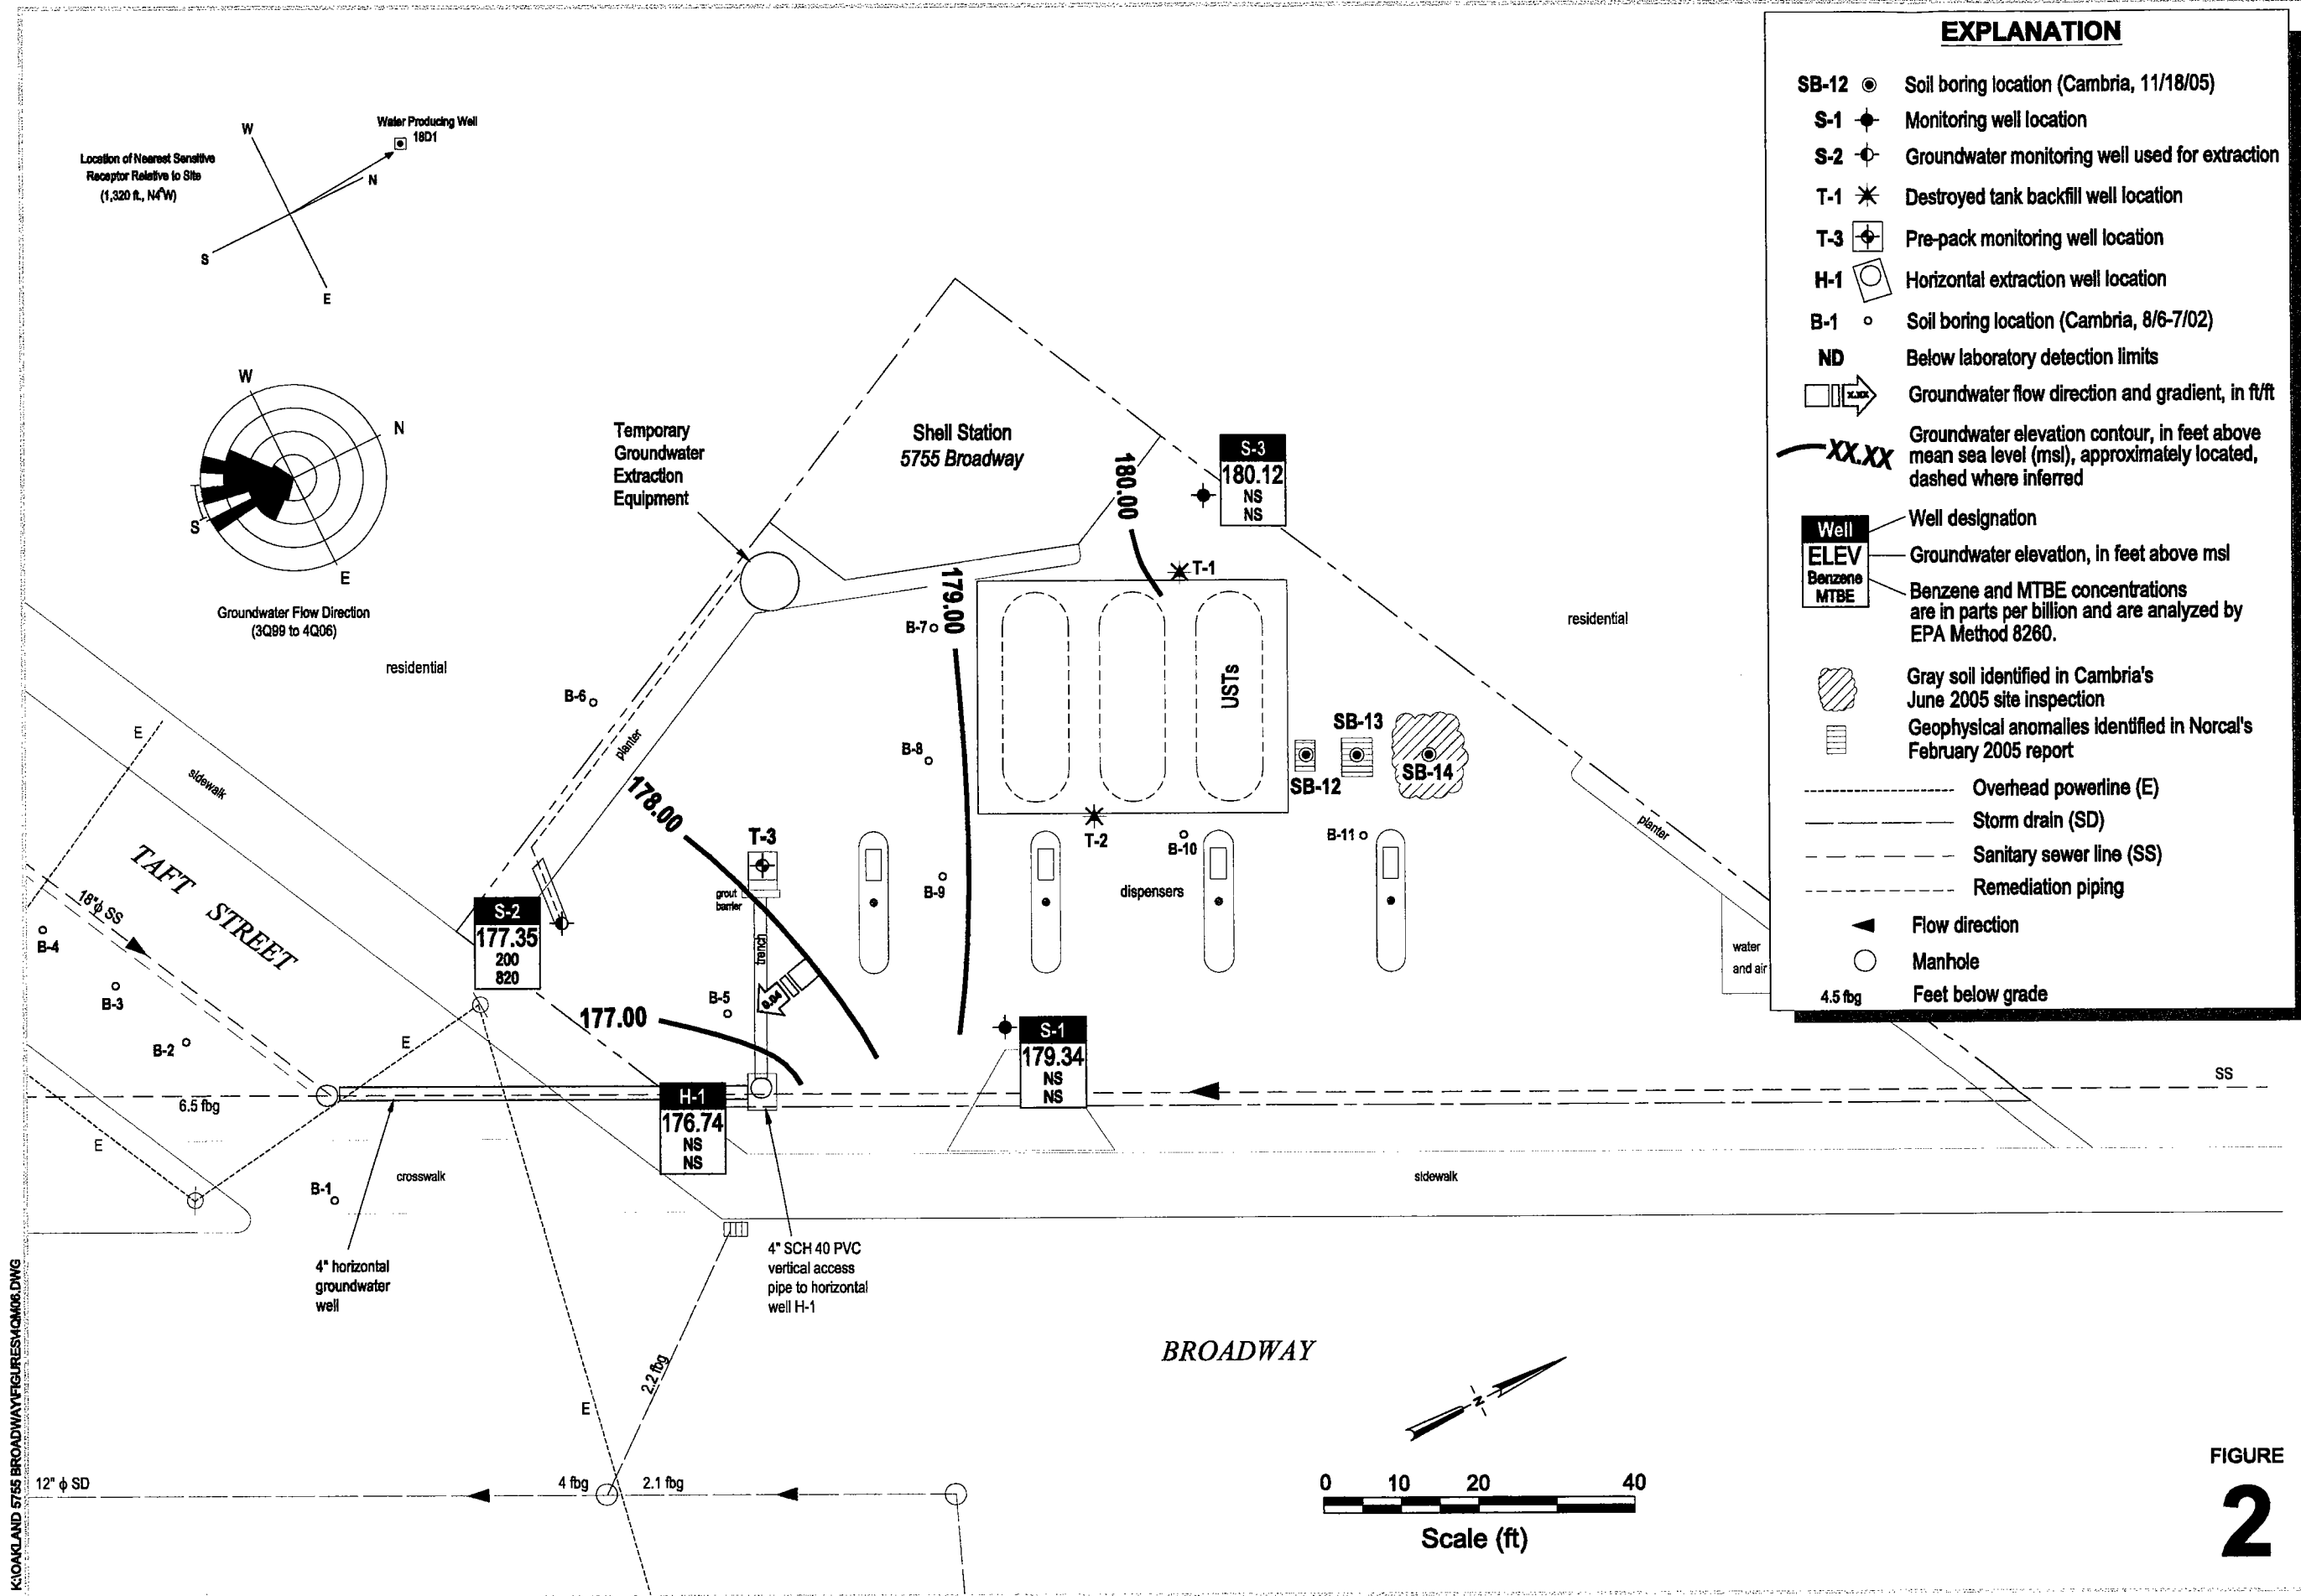 EXPLANATION
SB-12 Soil boring location (Cambria, 11/18/05)
S-1 Monitoring well location
S-2 Groundwater monitoring well used for extraction
T-1 Destroyed tank backfill well location
T-3 Pre-pack monitoring well location
H-1 Horizontal extraction well location
B-1 Soil boring location (Cambria, 8/6-7/02)
ND Below laboratory detection limits
x.xx Groundwater flow direction and gradient, in ft/ft
XX.XX Groundwater elevation contour, in feet above
mean sea level (msl), approximately located,
dashed where inferred
Well
Well designation
ELEV
Groundwater elevation, in feet above msl
Benzene
MTBE
Benzene and MTBE concentrations
are in parts per billion and are analyzed by
EPA Method 8260.
Gray soil identified in Cambria's
June 2005 site inspection
Geophysical anomalies identified in Norcal's
February 2005 report
Overhead powerline (E)
Storm drain (SD)
Sanitary sewer line (SS)
Remediation piping
Flow direction
Manhole
4.5 fbg Feet below grade
W
N
S
E
Water Producing Well
18D1
Location of Nearest Sensitive
Receptor Relative to Site
(1,320 ft., N4°W)
W
N
S
E
Groundwater Flow Direction
(3Q99 to 4Q06)
Temporary
Groundwater
Extraction
Equipment
Shell Station
5755 Broadway
180.00
S-3
180.12
NS
NS
T-1
179.00
B-7
residential
residential
USTs
B-6
planter
B-8
SB-13
SB-12
SB-14
178.00
T-3
T-2
B-10
B-11
planter
grout
barrier
B-9
dispensers
E
sidewalk
TAFT STREET
18"ϕ SS
B-4
B-3
B-2
S-2
177.35
200
820
trench
0.04
B-5
177.00
water
and air
S-1
179.34
NS
NS
E
6.5 fbg
E
H-1
176.74
NS
NS
SS
crosswalk
B-1
sidewalk
4" horizontal
groundwater
well
4" SCH 40 PVC
vertical access
pipe to horizontal
well H-1
2.2 fbg
E
BROADWAY
N
12" ϕ SD
4 fbg
2.1 fbg
0 10 20 40
Scale (ft)
FIGURE
2
K:\OAKLAND 5755 BROADWAY\FIGURES\4QM06.DWG